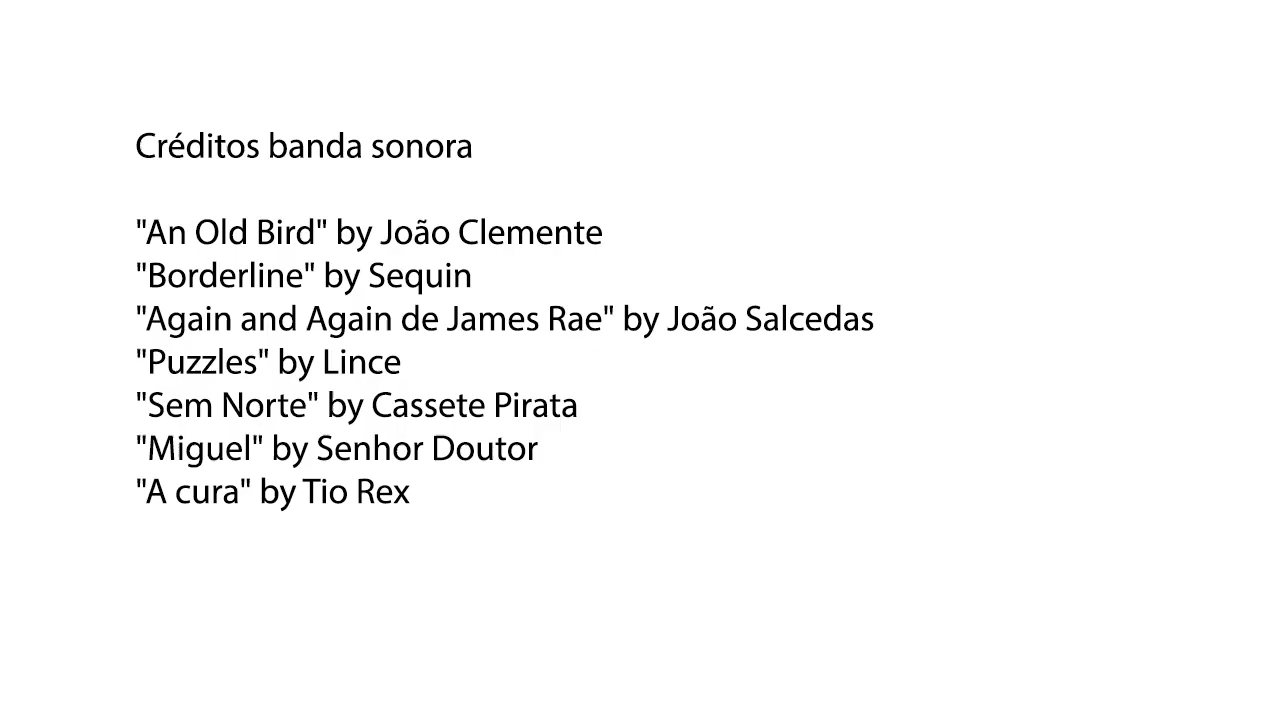 Créditos banda sonora
"An Old Bird" by João Clemente
"Borderline" by Sequin
"Again and Again de James Rae" by João Salcedas
"Puzzles" by Lince
"Sem Norte" by Cassete Pirata
"Miguel" by Senhor Doutor
"A cura" by Tio Rex